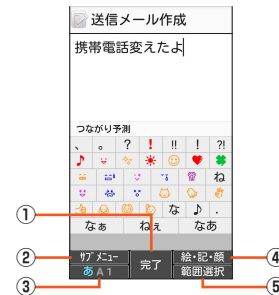 送信メール作成
携帯電話変えたよ
つながり予測
、 。 ? ! !! ! ?!
♪
ね
な ♪ .
なぁ ねぇ なあ
① ② サブメニュー 完了 絵・記・顔 ④
③ あA1 範囲選択 ⑤